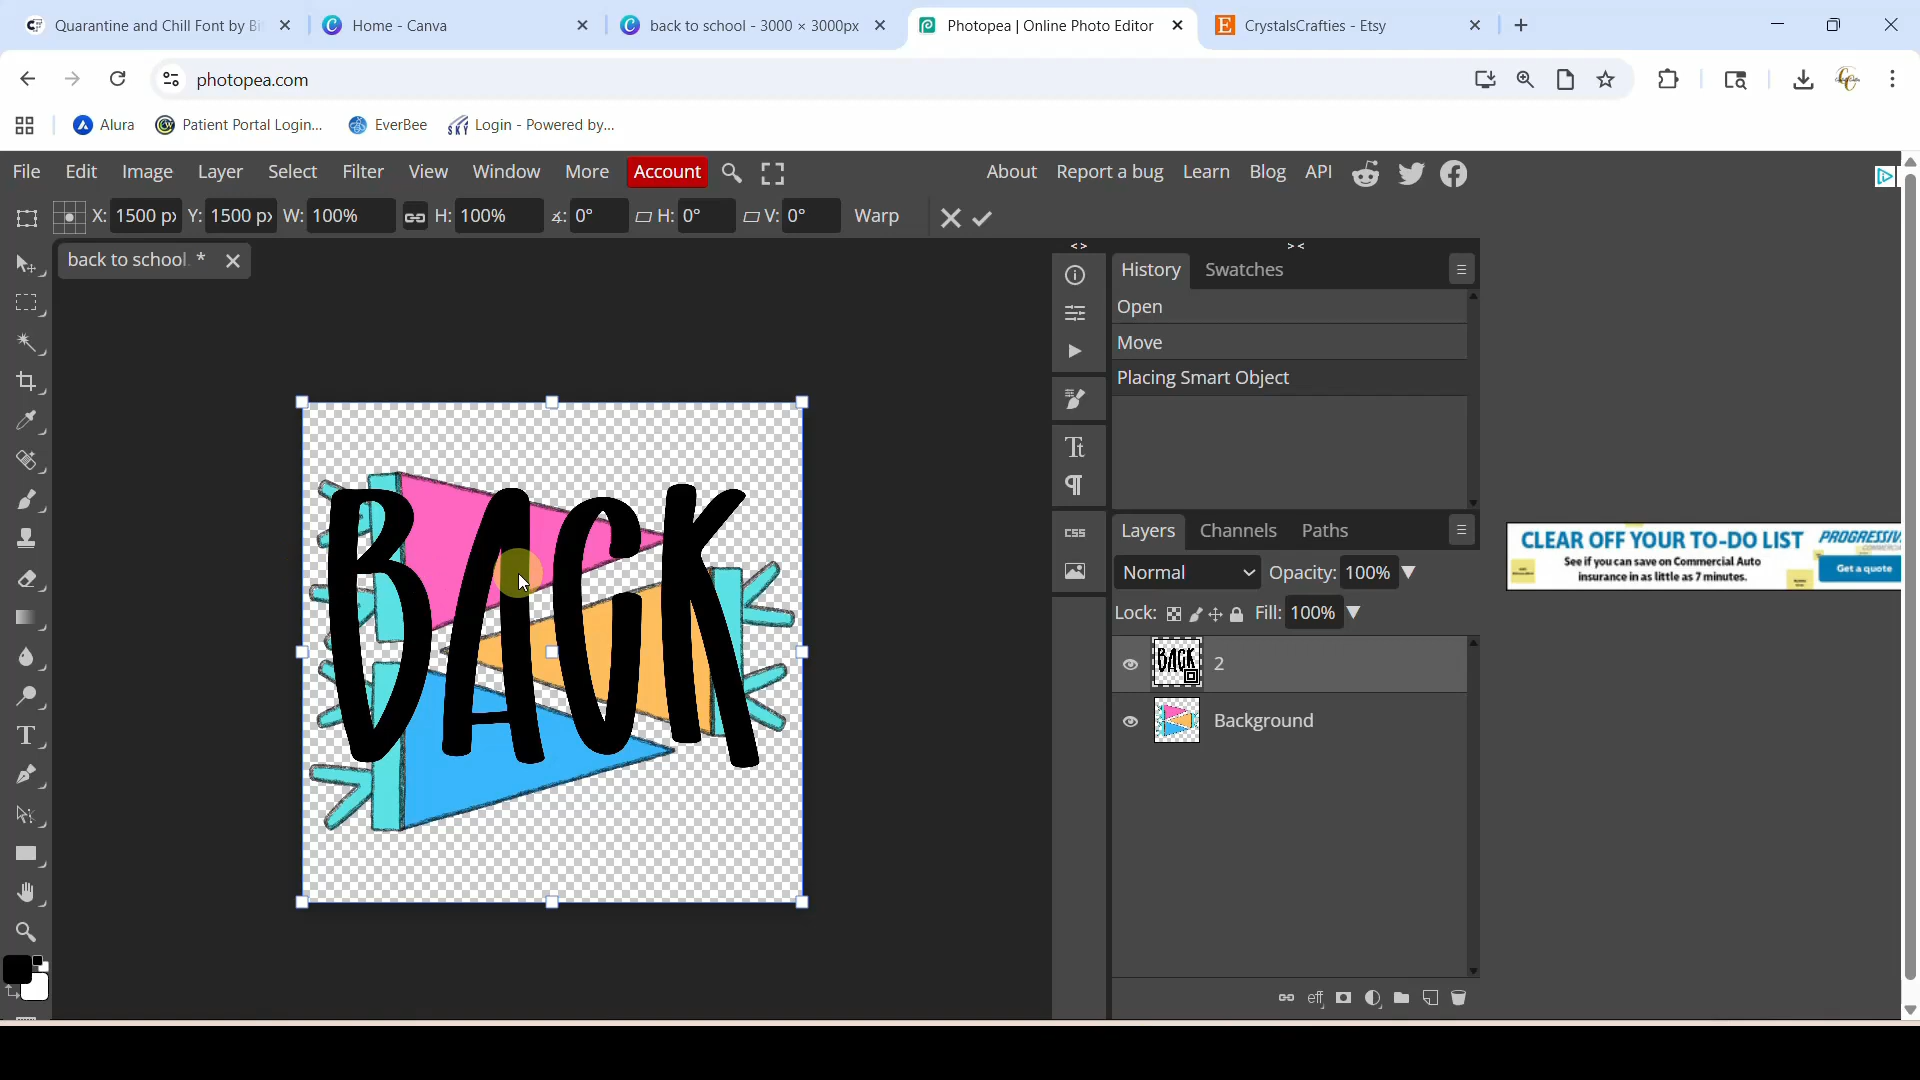 Quarantine and Chill Font by B
Home - Canva
back to school - 3000 × 3000px
Photopea | Online Photo Editor
CrystalsCrafties - Etsy
photopea.com
Alura
Patient Portal Login...
EverBee
Login - Powered by...
File Edit Image Layer Select Filter View Window More Account
About Report a bug Learn Blog API
X: 1500 px Y: 1500 px W: 100% H: 100% ∡: 0° H: 0° V: 0° Warp
back to school *
History Swatches
Open
Move
Placing Smart Object
BACK
Layers Channels Paths
Normal Opacity: 100%
Lock: Fill: 100%
BACK 2
Background
css
eff
CLEAR OFF YOUR TO-DO LIST
See if you can save on Commercial Auto
insurance in as little as 7 minutes.
PROGRESSIV
Get a quote